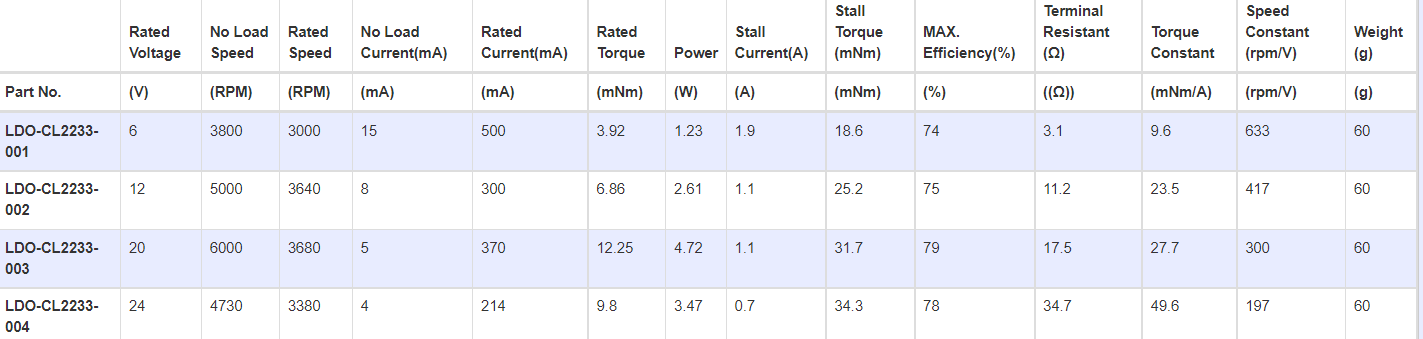 Rated Voltage No Load Speed Rated Speed No Load Current(mA) Rated Current(mA) Rated Torque Power Stall Current(A) Stall Torque (mNm) MAX. Efficiency(%) Terminal Resistant (Ω) Torque Constant Speed Constant (rpm/V) Weight (g)
Part No. (V) (RPM) (RPM) (mA) (mA) (mNm) (W) (A) (mNm) (%) ((Ω)) (mNm/A) (rpm/V) (g)
LDO-CL2233-001 6 3800 3000 15 500 3.92 1.23 1.9 18.6 74 3.1 9.6 633 60
LDO-CL2233-002 12 5000 3640 8 300 6.86 2.61 1.1 25.2 75 11.2 23.5 417 60
LDO-CL2233-003 20 6000 3680 5 370 12.25 4.72 1.1 31.7 79 17.5 27.7 300 60
LDO-CL2233-004 24 4730 3380 4 214 9.8 3.47 0.7 34.3 78 34.7 49.6 197 60